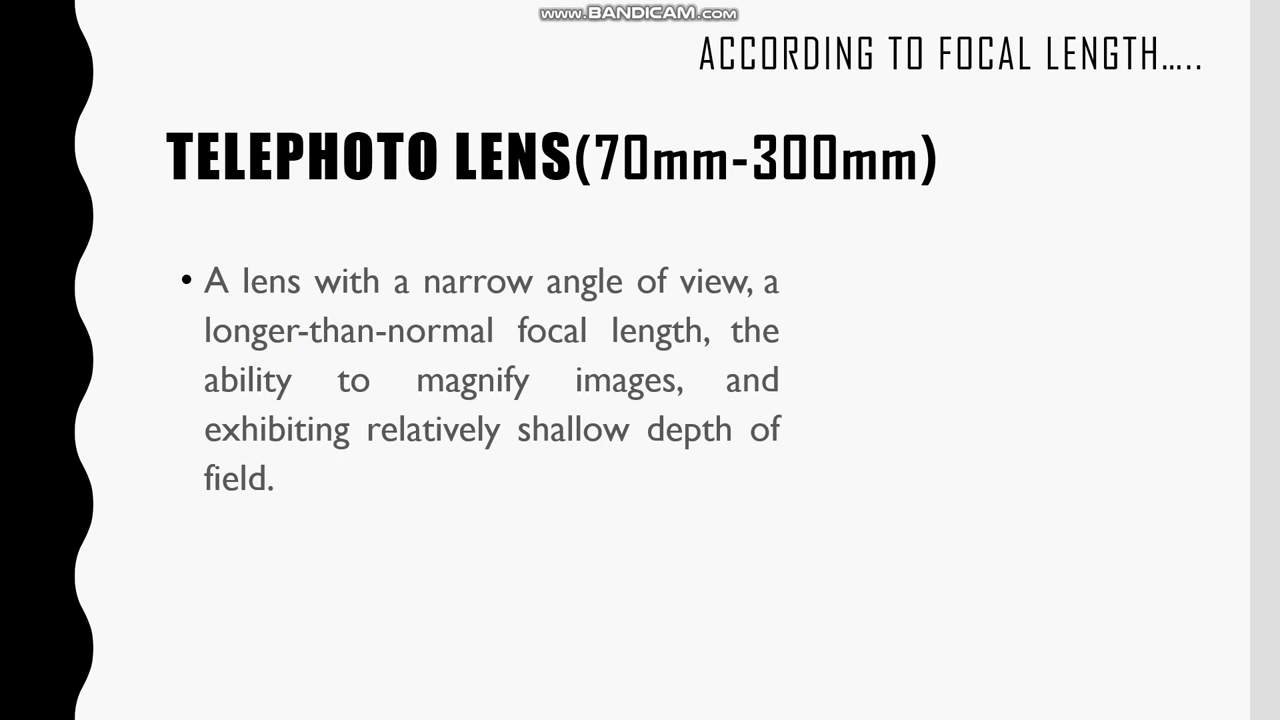 www.BANDICAM.com
ACCORDING TO FOCAL LENGTH.....
TELEPHOTO LENS(70mm-300mm)
• A lens with a narrow angle of view, a
longer-than-normal focal length, the
ability to magnify images, and
exhibiting relatively shallow depth of
field.